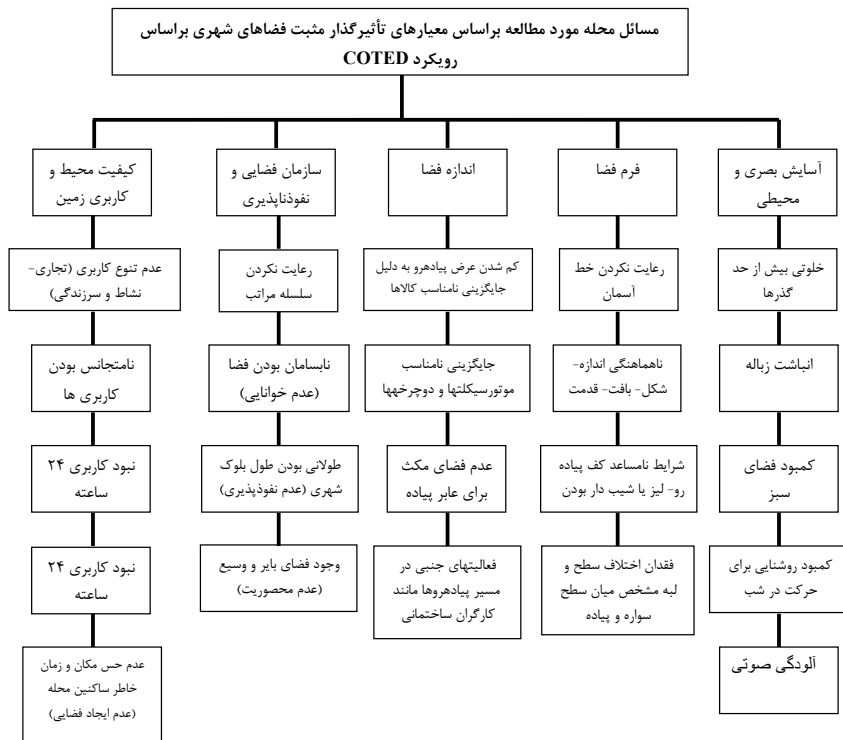 مسائل محله مورد مطالعه براساس معیارهای تأثیرگذار مثبت فضاهای شهری براساس
رویکرد COTED
آسایش بصری و
محیطی
فرم فضا
اندازه فضا
سازمان فضایی و
نفوذناپذیری
کیفیت محیط و
کاربری زمین
خلوتی بیش از حد
گذرها
رعایت نکردن خط
آسمان
کم شدن عرض پیادهرو به دلیل
جایگزینی نامناسب کالاها
رعایت نکردن
سلسله مراتب
عدم تنوع کاربری (تجاری-
نشاط و سرزندگی)
انباشت زباله
ناهماهنگی اندازه-
شکل- بافت- قدمت
جایگزینی نامناسب
موتورسیکلتها و دوچرخهها
نابسامان بودن فضا
(عدم خوانایی)
نامتجانس بودن
کاربری ها
کمبود فضای
سبز
شرایط نامساعد کف پیاده
رو- لیز یا شیب دار بودن
عدم فضای مکث
برای عابر پیاده
طولانی بودن طول بلوک
شهری (عدم نفوذپذیری)
نبود کاربری ۲۴
ساعته
کمبود روشنایی برای
حرکت در شب
فقدان اختلاف سطح و
لبه مشخص میان سطح
سواره و پیاده
فعالیتهای جنبی در
مسیر پیادهروها مانند
کارگران ساختمانی
وجود فضای بایر و وسیع
(عدم محصوریت)
نبود کاربری ۲۴
ساعته
آلودگی صوتی
عدم حس مکان و زمان
خاطر ساکنین محله
(عدم ایجاد فضایی)